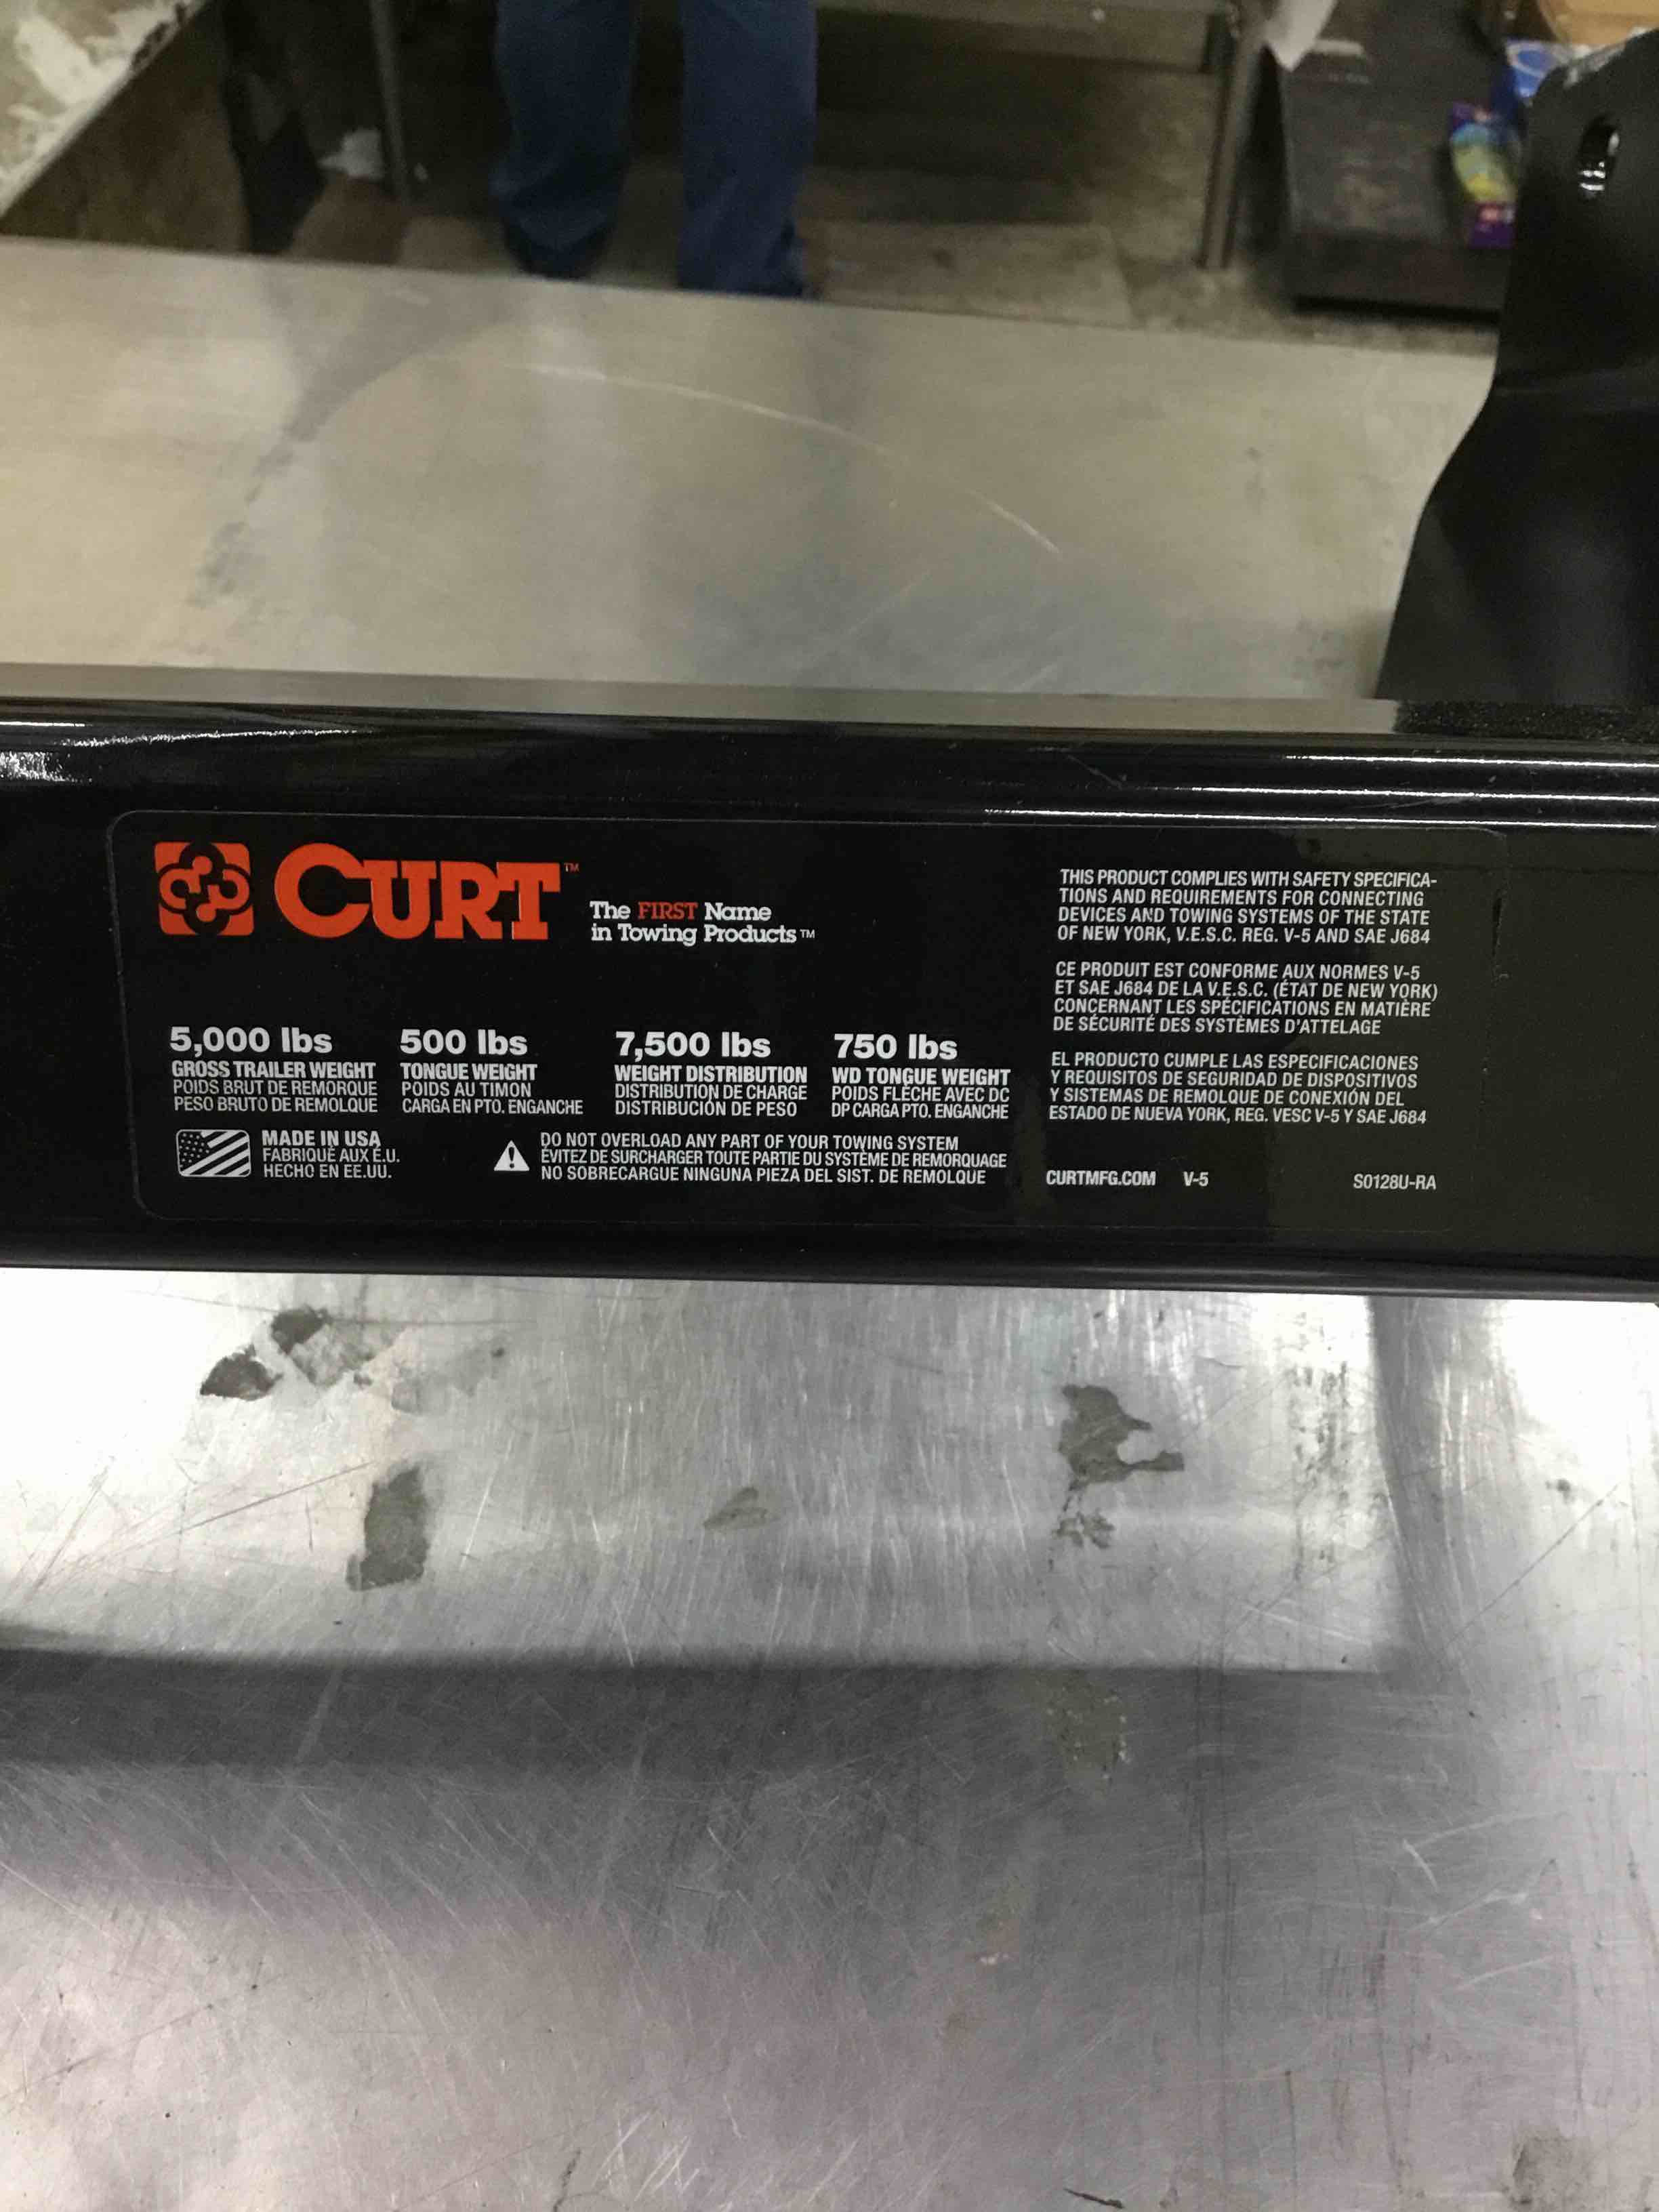 CURT™
The FIRST Name
in Towing Products™
5,000 lbs
GROSS TRAILER WEIGHT
POIDS BRUT DE REMORQUE
PESO BRUTO DE REMOLQUE
500 lbs
TONGUE WEIGHT
POIDS AU TIMON
CARGA EN PTO. ENGANCHE
7,500 lbs
WEIGHT DISTRIBUTION
DISTRIBUTION DE CHARGE
DISTRIBUCIÓN DE PESO
750 lbs
WD TONGUE WEIGHT
POIDS FLÈCHE AVEC DC
DP CARGA PTO. ENGANCHE
MADE IN USA
FABRIQUÉ AUX É.U.
HECHO EN EE.UU.
DO NOT OVERLOAD ANY PART OF YOUR TOWING SYSTEM
ÉVITEZ DE SURCHARGER TOUTE PARTIE DU SYSTÈME DE REMORQUAGE
NO SOBRECARGUE NINGUNA PIEZA DEL SIST. DE REMOLQUE
THIS PRODUCT COMPLIES WITH SAFETY SPECIFICA-
TIONS AND REQUIREMENTS FOR CONNECTING
DEVICES AND TOWING SYSTEMS OF THE STATE
OF NEW YORK, V.E.S.C. REG. V-5 AND SAE J684
CE PRODUIT EST CONFORME AUX NORMES V-5
ET SAE J684 DE LA V.E.S.C. (ÉTAT DE NEW YORK)
CONCERNANT LES SPÉCIFICATIONS EN MATIÈRE
DE SÉCURITÉ DES SYSTÈMES D'ATTELAGE
EL PRODUCTO CUMPLE LAS ESPECIFICACIONES
Y REQUISITOS DE SEGURIDAD DE DISPOSITIVOS
Y SISTEMAS DE REMOLQUE DE CONEXIÓN DEL
ESTADO DE NUEVA YORK, REG. VESC V-5 Y SAE J684
CURTMFG.COM V-5 S0128U-RA